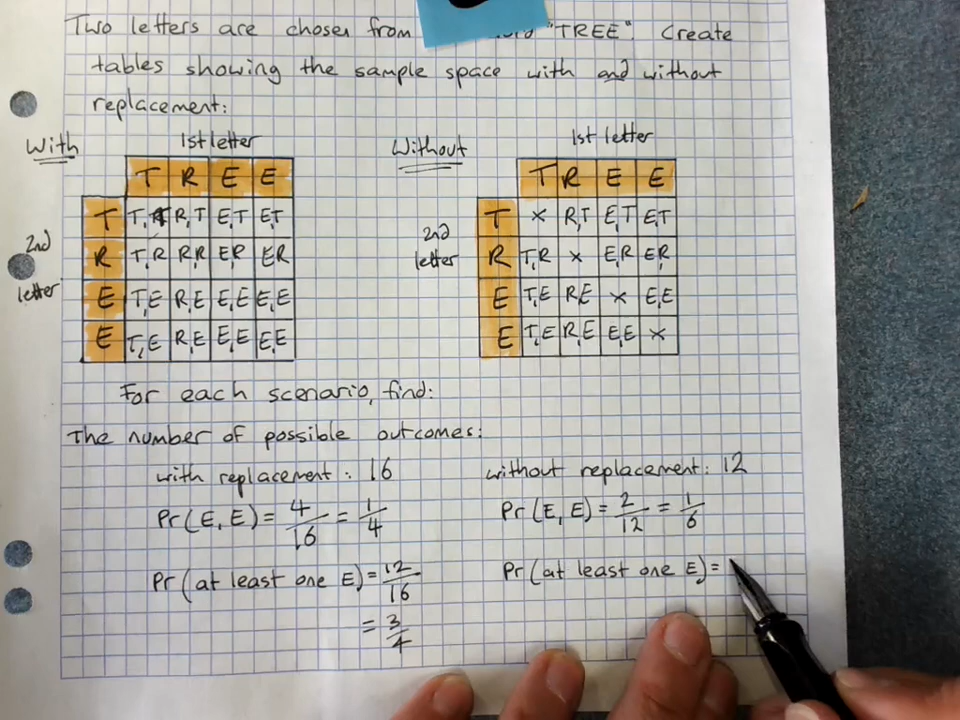 Two letters are chosen from "TREE". Create
tables showing the sample space with and without
replacement:
With
1st letter
T R E E
2nd letter
T T,T R,T E,T E,T
R T,R R,R E,R E,R
E T,E R,E E,E E,E
E T,E R,E E,E E,E
Without
1st letter
T R E E
2nd letter
T × R,T E,T E,T
R T,R × E,R E,R
E T,E R,E × E,E
E T,E R,E E,E ×
For each scenario, find:
The number of possible outcomes:
with replacement: 16
without replacement: 12
Pr(E, E) = 4/16 = 1/4
Pr(E, E) = 2/12 = 1/6
Pr(at least one E) = 12/16
= 3/4
Pr(at least one E) =